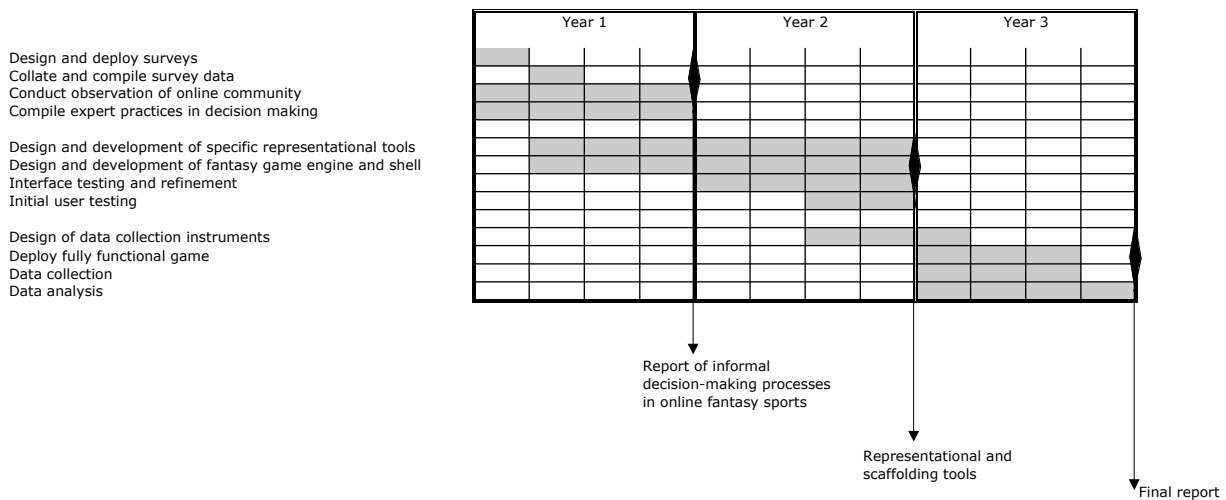 Year 1
Year 2
Year 3
Design and deploy surveys
Collate and compile survey data
Conduct observation of online community
Compile expert practices in decision making
Design and development of specific representational tools
Design and development of fantasy game engine and shell
Interface testing and refinement
Initial user testing
Design of data collection instruments
Deploy fully functional game
Data collection
Data analysis
Report of informal
decision-making processes
in online fantasy sports
Representational and
scaffolding tools
Final report